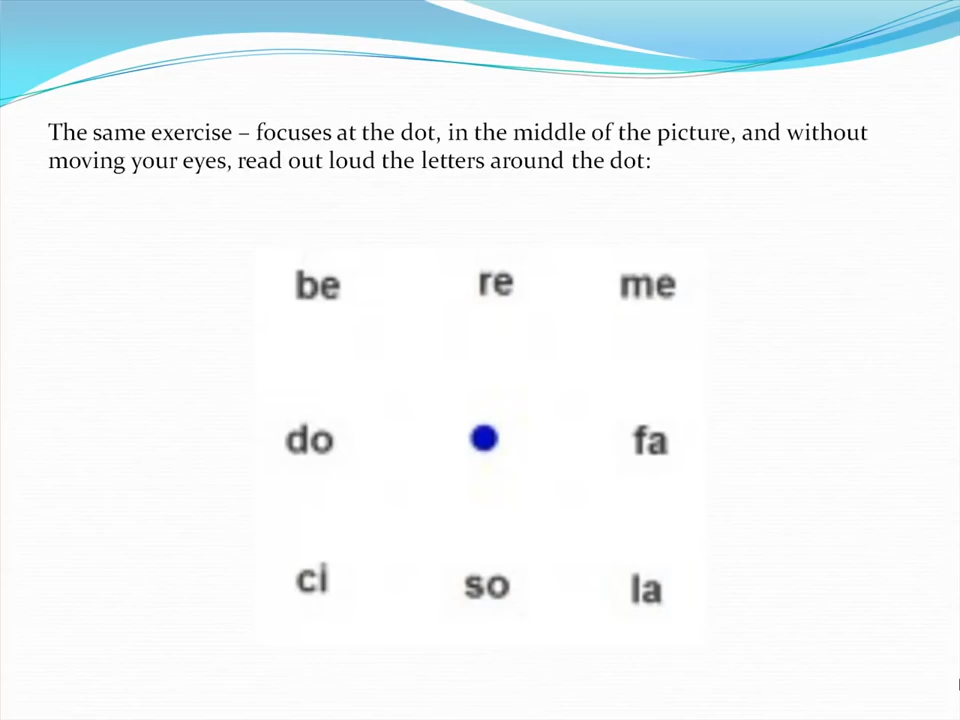 The same exercise – focuses at the dot, in the middle of the picture, and without
moving your eyes, read out loud the letters around the dot:
be re me
do fa
ci so la